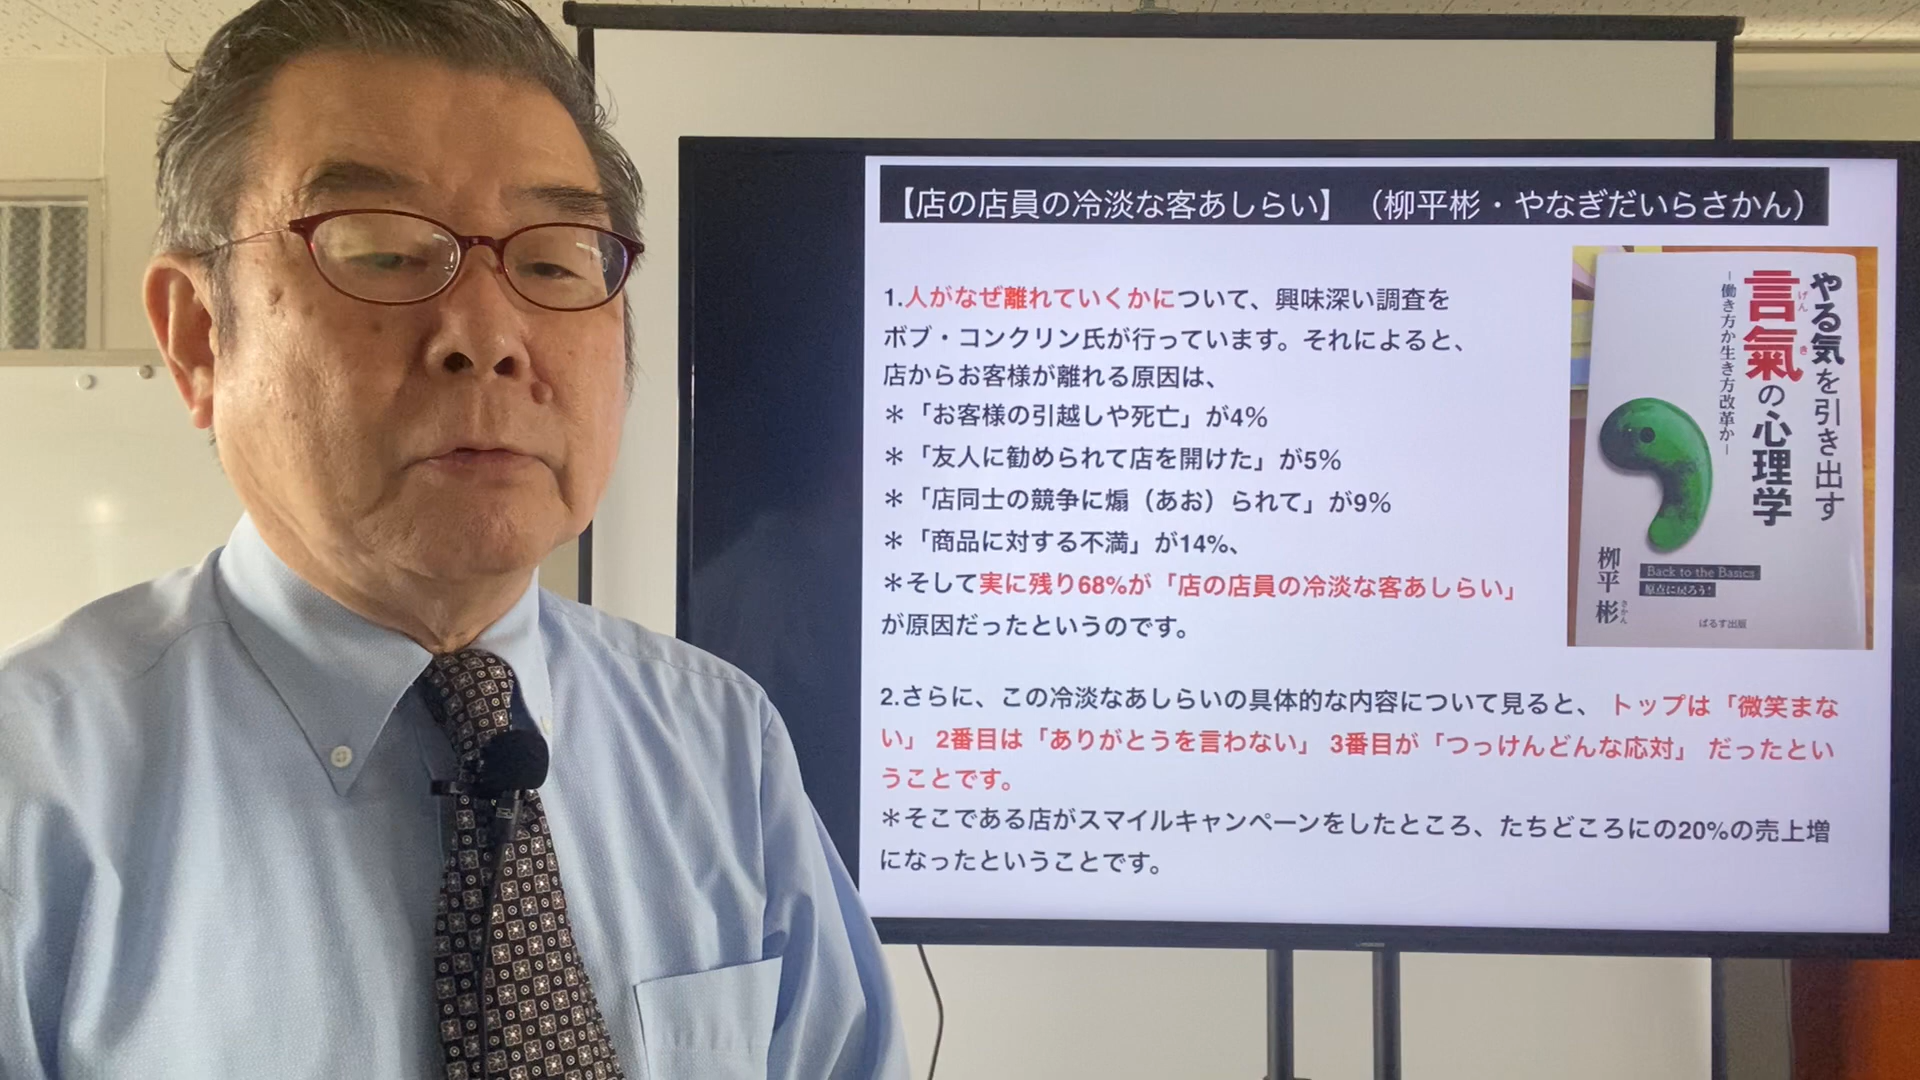 【店の店員の冷淡な客あしらい】（柳平彬・やなぎだいらさかん）
1.人がなぜ離れていくかについて、興味深い調査を
ボブ・コンクリン氏が行っています。それによると、
店からお客様が離れる原因は、
＊「お客様の引越しや死亡」が4%
＊「友人に勧められて店を開けた」が5%
＊「店同士の競争に煽（あお）られて」が9%
＊「商品に対する不満」が14%、
＊そして実に残り68%が「店の店員の冷淡な客あしらい」
が原因だったというのです。
2.さらに、この冷淡なあしらいの具体的な内容について見ると、トップは「微笑まな
い」 2番目は「ありがとうを言わない」 3番目が「つっけんどんな応対」 だったとい
うことです。
＊そこである店がスマイルキャンペーンをしたところ、たちどころにの20%の売上増
になったということです。
やる気を引き出す
言氣の心理学
げんき
―働き方か生き方改革か―
柳平 彬
さかん
Back to the Basics
原点に戻ろう!
ぱるす出版